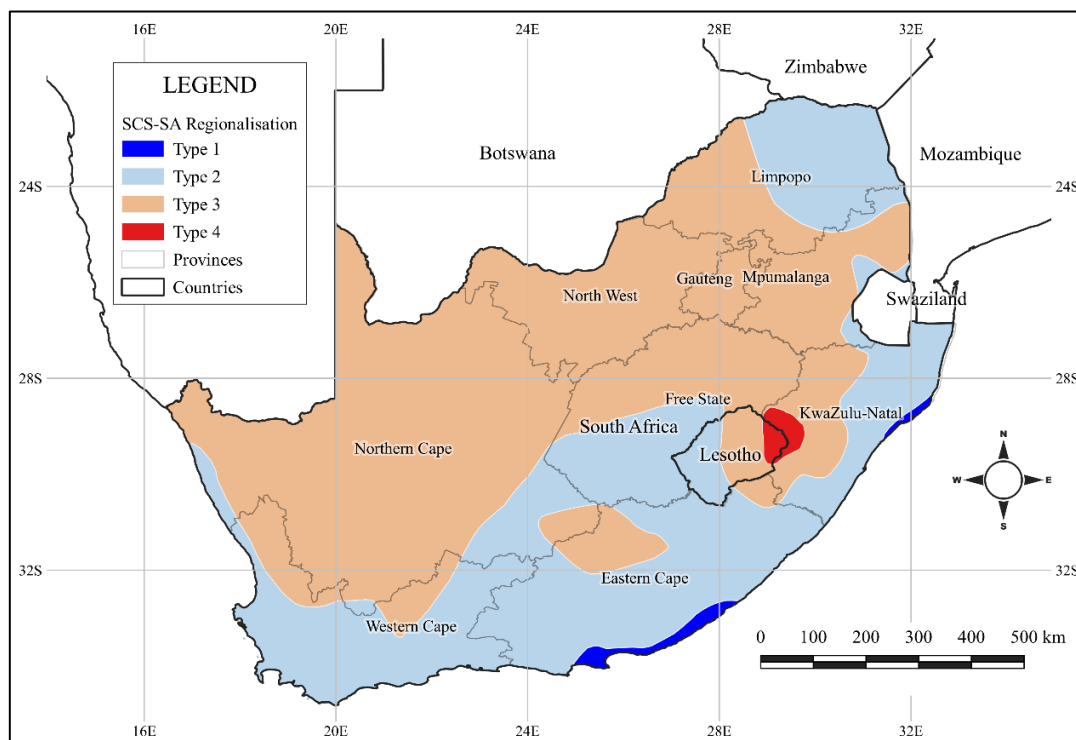 16E 20E 24E 28E 32E
Zimbabwe
LEGEND
SCS-SA Regionalisation
Type 1
Type 2
Type 3
Type 4
Provinces
Countries
Botswana
Mozambique
24S
24S
Limpopo
Gauteng
Mpumalanga
North West
Swaziland
28S
28S
Free State
KwaZulu-Natal
South Africa
Northern Cape
Lesotho
N
W E
S
32S
32S
Eastern Cape
Western Cape
0 100 200 300 400 500 km
16E 20E 24E 28E 32E